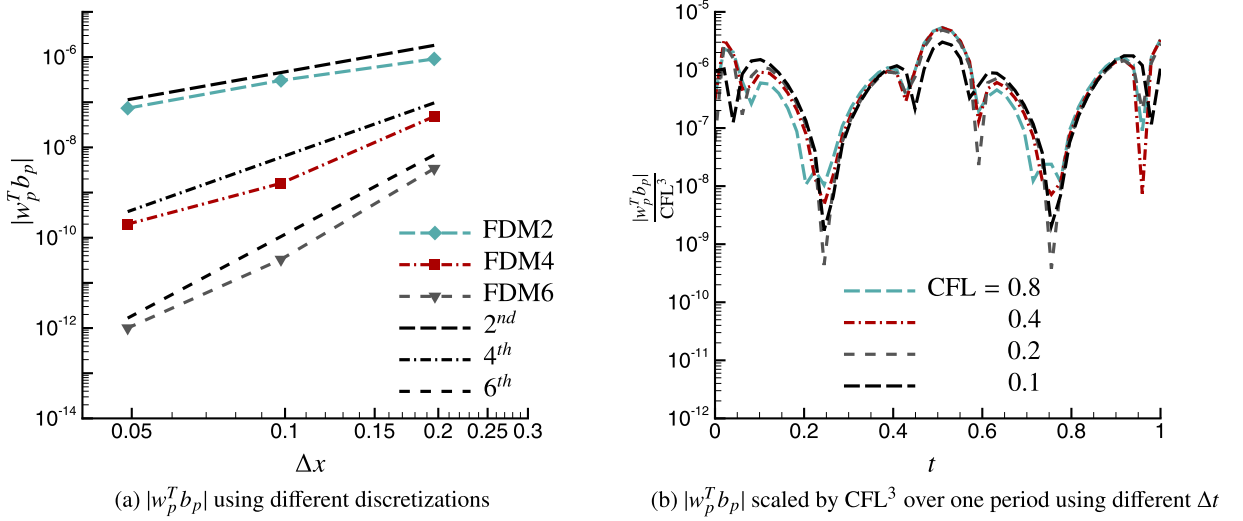 10^-6
10^-8
10^-10
10^-12
10^-14
|w_p^T b_p|
0.05
0.1
0.15
0.2
0.25
0.3
Δx
FDM2
FDM4
FDM6
2^nd
4^th
6^th
(a) |w_p^T b_p| using different discretizations
10^-5
10^-6
10^-7
10^-8
10^-9
10^-10
10^-11
10^-12
|w_p^T b_p|
CFL^3
0
0.2
0.4
0.6
0.8
1
t
CFL = 0.8
0.4
0.2
0.1
(b) |w_p^T b_p| scaled by CFL^3 over one period using different Δt